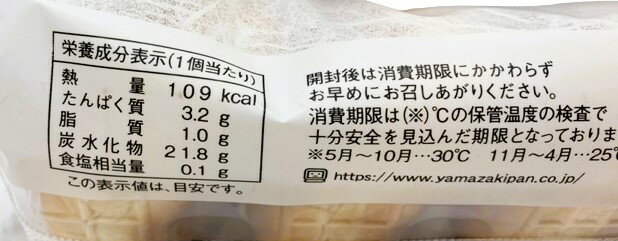 栄養成分表示(1個当たり)
熱量 109 kcal
たんぱく質 3.2 g
脂質 1.0 g
炭水化物 21.8 g
食塩相当量 0.1 g
この表示値は、目安です。
開封後は消費期限にかかわらず
お早めにお召しあがりください。
消費期限は(※)℃の保管温度の検査で
十分安全を見込んだ期限となっておりま
※5月〜10月…30℃ 11月〜4月…25℃
https://www.yamazakipan.co.jp/